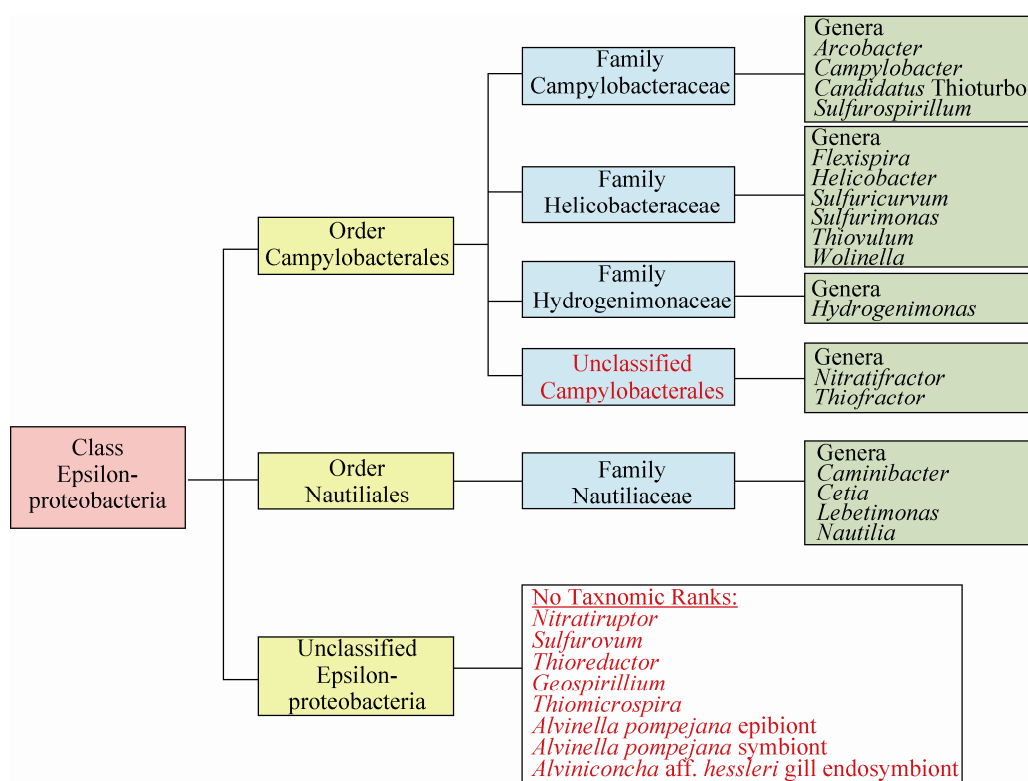 Genera
Arcobacter
Campylobacter
Candidatus Thioturbo
Sulfurospirillum
Family
Campylobacteraceae
Genera
Flexispira
Helicobacter
Sulfuricurvum
Sulfurimonas
Thiovulum
Wolinella
Family
Helicobacteraceae
Order
Campylobacterales
Family
Hydrogenimonaceae
Genera
Hydrogenimonas
Unclassified
Campylobacterales
Genera
Nitratifractor
Thiofractor
Class
Epsilon-
proteobacteria
Order
Nautiliales
Family
Nautiliaceae
Genera
Caminibacter
Cetia
Lebetimonas
Nautilia
Unclassified
Epsilon-
proteobacteria
No Taxnomic Ranks:
Nitratiruptor
Sulfurovum
Thioreductor
Geospirillium
Thiomicrospira
Alvinella pompejana epibiont
Alvinella pompejana symbiont
Alviniconcha aff. hessleri gill endosymbiont